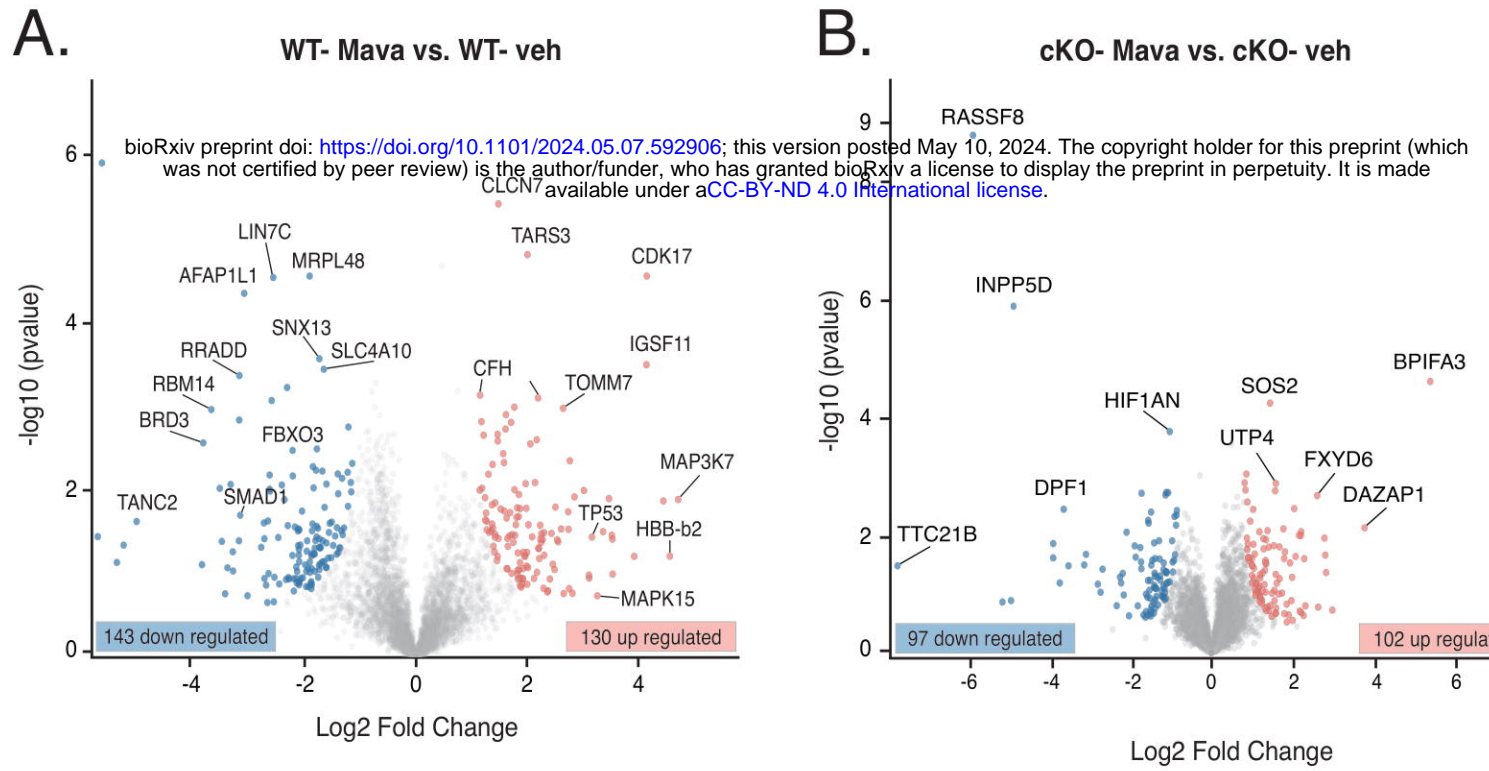 A.
WT- Mava vs. WT- veh
B.
cKO- Mava vs. cKO- veh
bioRxiv preprint doi: https://doi.org/10.1101/2024.05.07.592906; this version posted May 10, 2024. The copyright holder for this preprint (which
was not certified by peer review) is the author/funder, who has granted bioRxiv a license to display the preprint in perpetuity. It is made
available under aCC-BY-ND 4.0 International license.
-log10 (pvalue)
6
4
2
0
CLCN7
LIN7C
TARS3
MRPL48
CDK17
AFAP1L1
SNX13
SLC4A10
IGSF11
RRADD
CFH
TOMM7
RBM14
BRD3
FBXO3
MAP3K7
SMAD1
TANC2
TP53
HBB-b2
MAPK15
143 down regulated
130 up regulated
-4
-2
0
2
4
Log2 Fold Change
-log10 (pvalue)
9
8
6
4
2
0
RASSF8
INPP5D
BPIFA3
SOS2
HIF1AN
UTP4
FXYD6
DPF1
DAZAP1
TTC21B
97 down regulated
102 up regula
-6
-4
-2
0
2
4
6
Log2 Fold Change